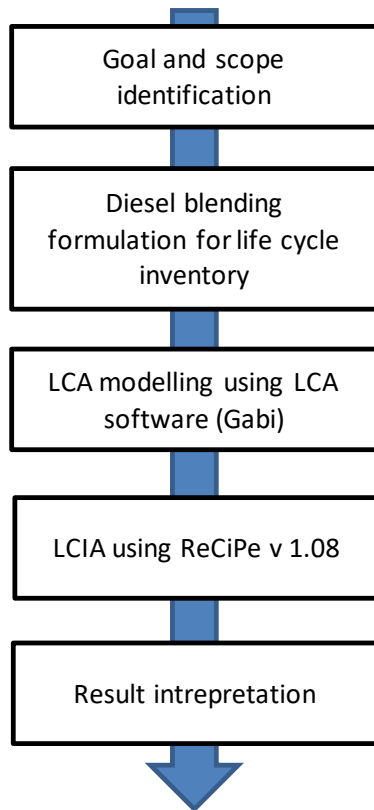 Goal and scope
identification
Diesel blending
formulation for life cycle
inventory
LCA modelling using LCA
software (Gabi)
LCIA using ReCiPe v 1.08
Result intrepretation